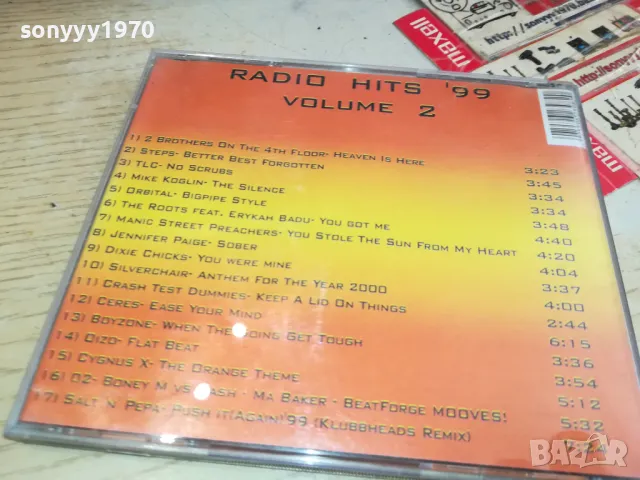 sonyyy1970
RADIO HITS '99
VOLUME 2
1) 2 BROTHERS ON THE 4TH FLOOR- HEAVEN IS HERE
2) STEPS- BETTER BEST FORGOTTEN 3:23
3) TLC- NO SCRUBS 3:45
4) MIKE KOGLIN- THE SILENCE 3:34
5) ORBITAL- BIGPIPE STYLE 3:34
6) THE ROOTS FEAT. ERYKAH BADU- YOU GOT ME 3:48
7) MANIC STREET PREACHERS- YOU STOLE THE SUN FROM MY HEART 4:40
8) JENNIFER PAIGE- SOBER 4:20
9) DIXIE CHICKS- YOU WERE MINE 4:04
10) SILVERCHAIR- ANTHEM FOR THE YEAR 2000 3:37
11) CRASH TEST DUMMIES- KEEP A LID ON THINGS 4:00
12) CERES- EASE YOUR MIND 2:44
13) BOYZONE- WHEN THE GOING GET TOUGH 6:15
14) OIZO- FLAT BEAT 3:36
15) CYGNUS X- THE ORANGE THEME 3:54
16) D2- BONEY M VS - MA BAKER - BEATFORGE MOOVES! 5:12
17) SALT 'N' PEPA- PUSH IT(AGAIN!'99 (KLUBBHEADS REMIX) 5:32
maxell
maxell
maxell
BAZAR
bg